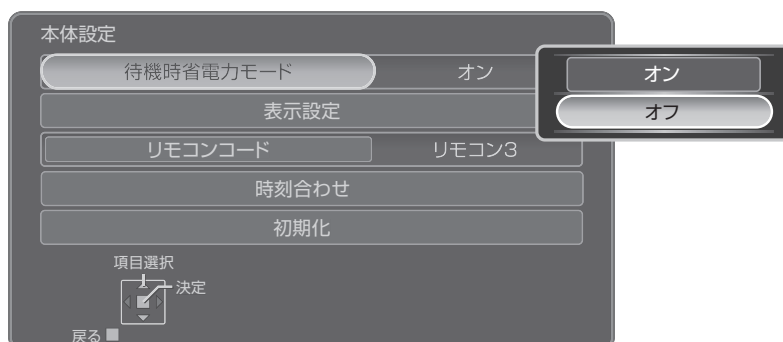 本体設定
待機時省電力モード オン
オン
オフ
表示設定
リモコンコード リモコン3
時刻合わせ
初期化
項目選択
決定
戻る